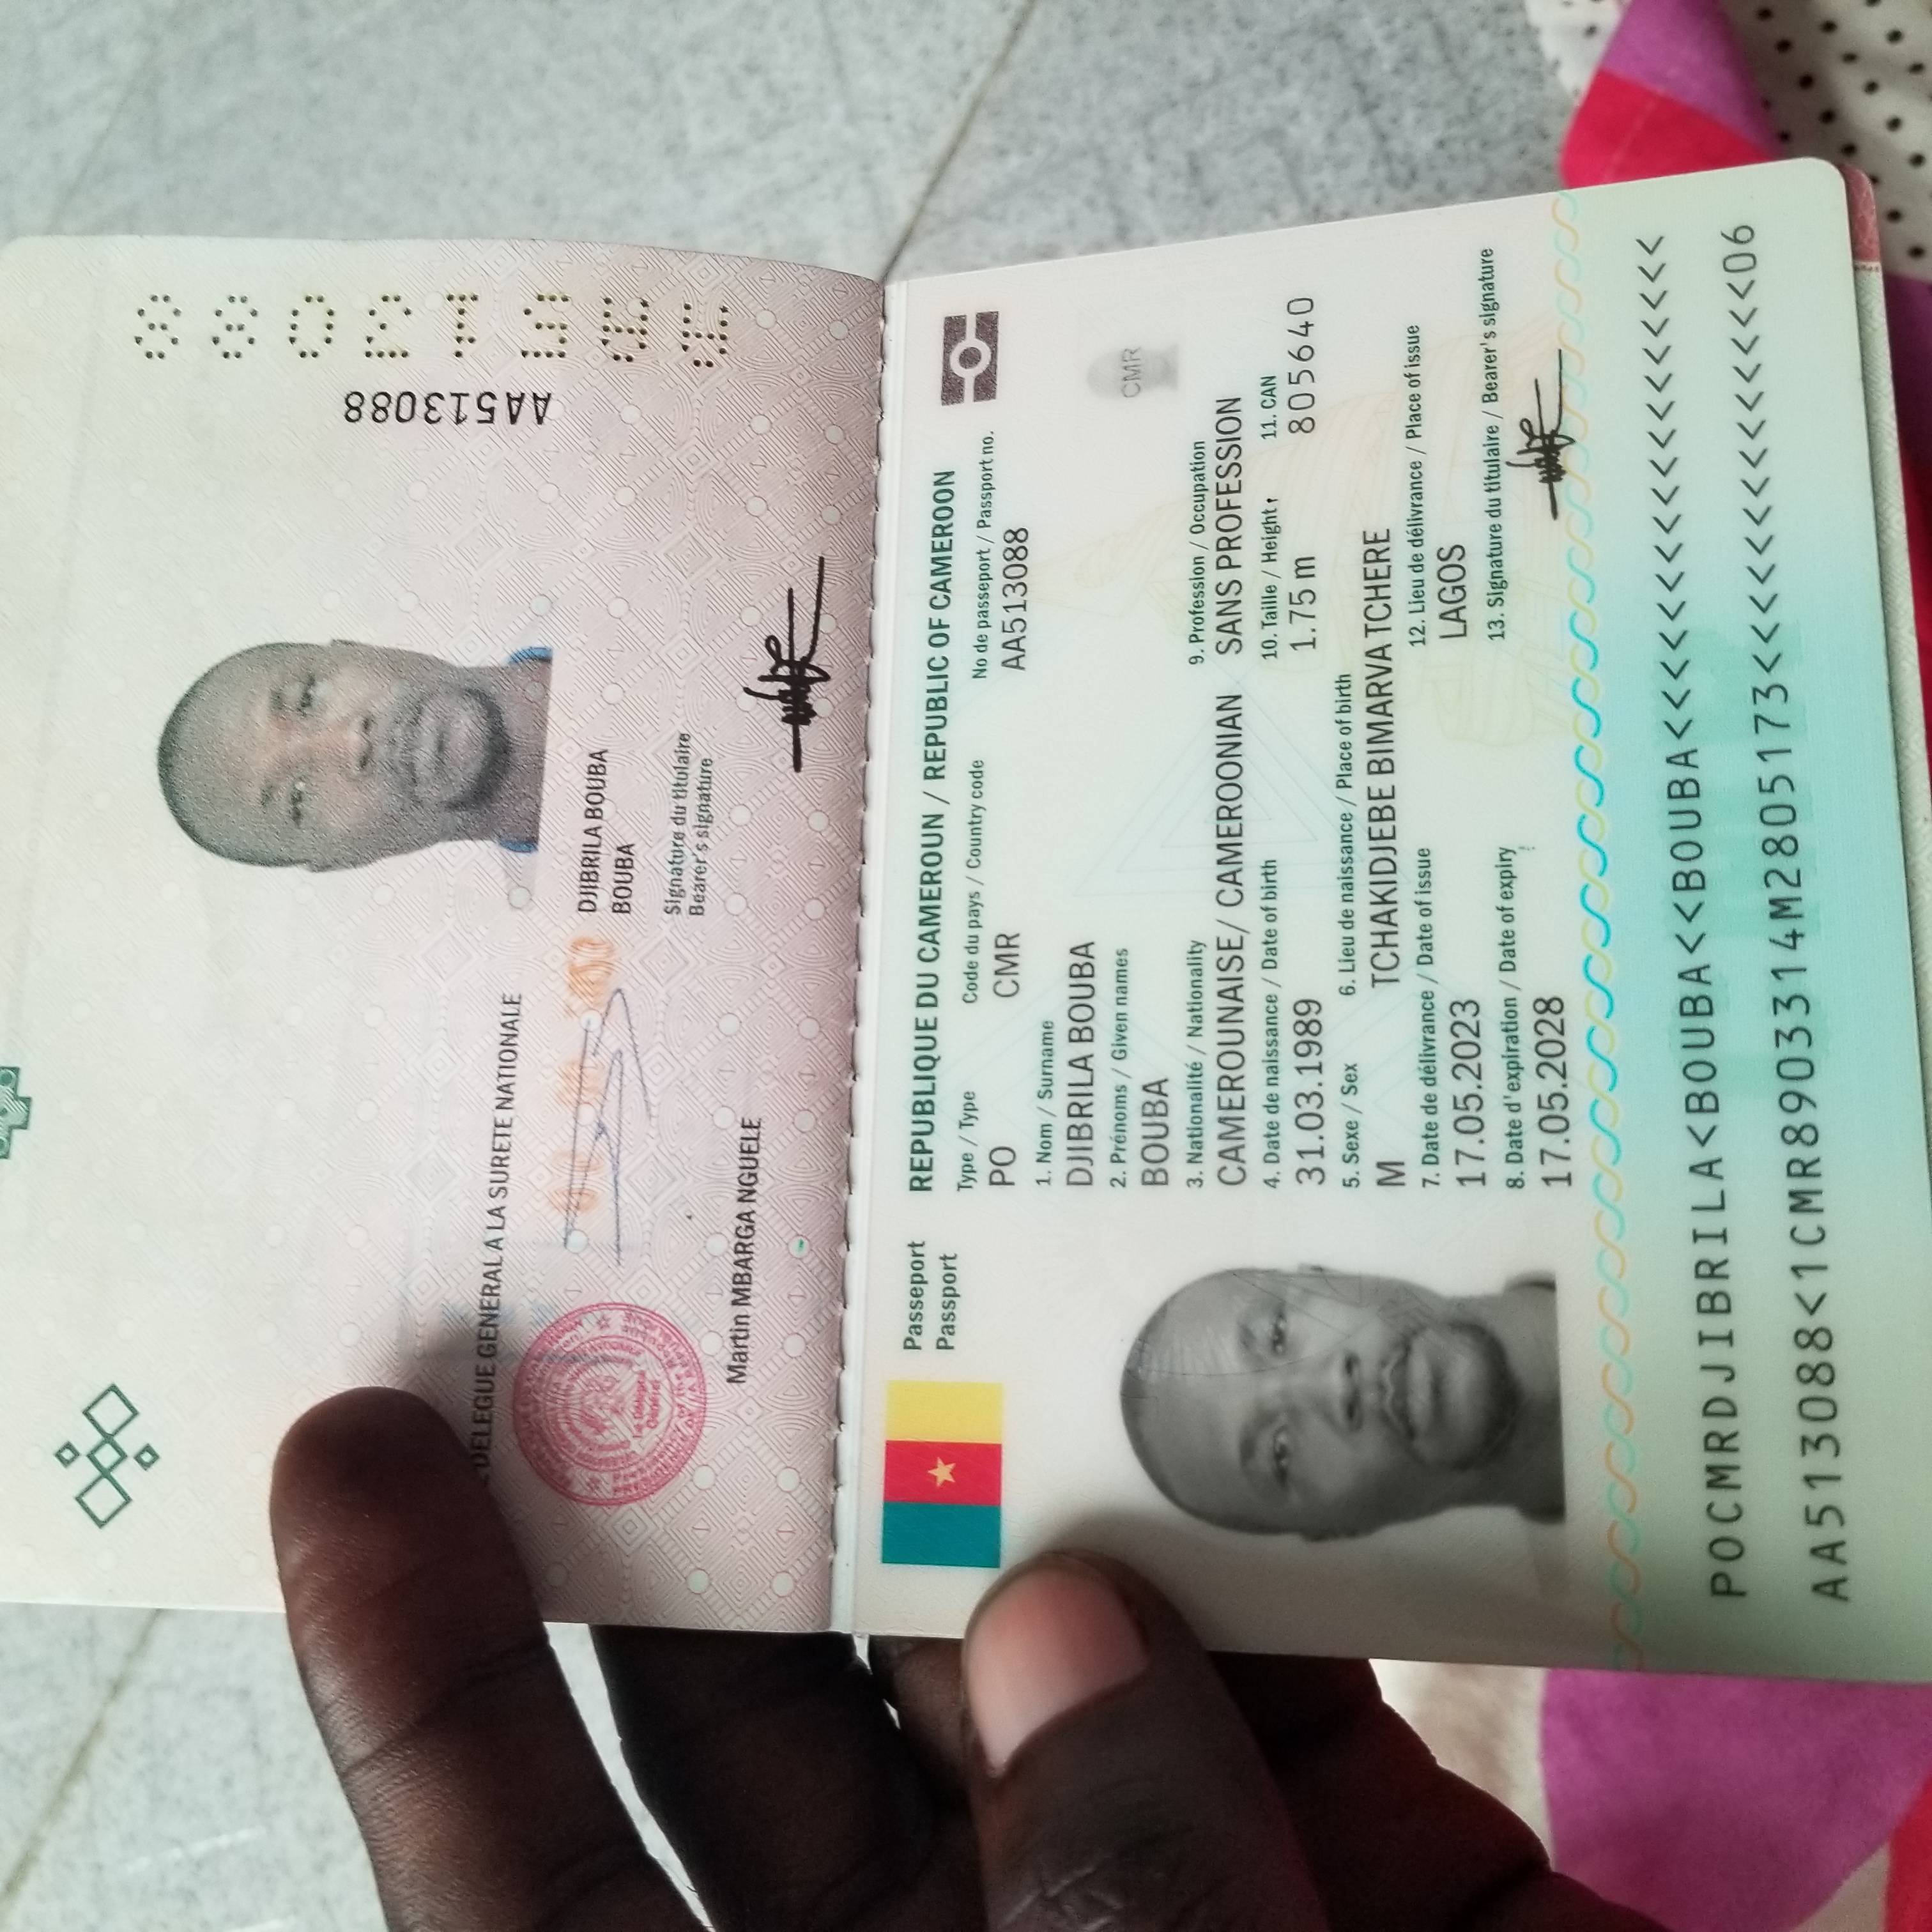 AA513088
AA513088
DELEGUE GENERAL A LA SURETE NATIONALE
Martin MBARGA NGUELE
DJIBRILA BOUBA
BOUBA
Signature du titulaire
Bearer's signature
Passeport
Passport
REPUBLIQUE DU CAMEROUN / REPUBLIC OF CAMEROON
Type / Type Code du pays / Country code No de passeport / Passport no.
PO CMR AA513088
1. Nom / Surname
DJIBRILA BOUBA
2. Prénoms / Given names
BOUBA
CMR
3. Nationalité / Nationality 9. Profession / Occupation
CAMEROUNAISE/ CAMEROONIAN SANS PROFESSION
4. Date de naissance / Date of birth 10. Taille / Height 11. CAN
31.03.1989 1.75 m 805640
5. Sexe / Sex 6. Lieu de naissance / Place of birth
M TCHAKIDJEBE BIMARVA TCHERE
7. Date de délivrance / Date of issue 12. Lieu de délivrance / Place of issue
17.05.2023 LAGOS
8. Date d'expiration / Date of expiry 13. Signature du titulaire / Bearer's signature
17.05.2028
POCMRDJIBRILA<BOUBA<<BOUBA<<<<<<<<<<<<<<<<<<
AA513088<1CMR8903314M2805173<<<<<<<<<<<<<<06